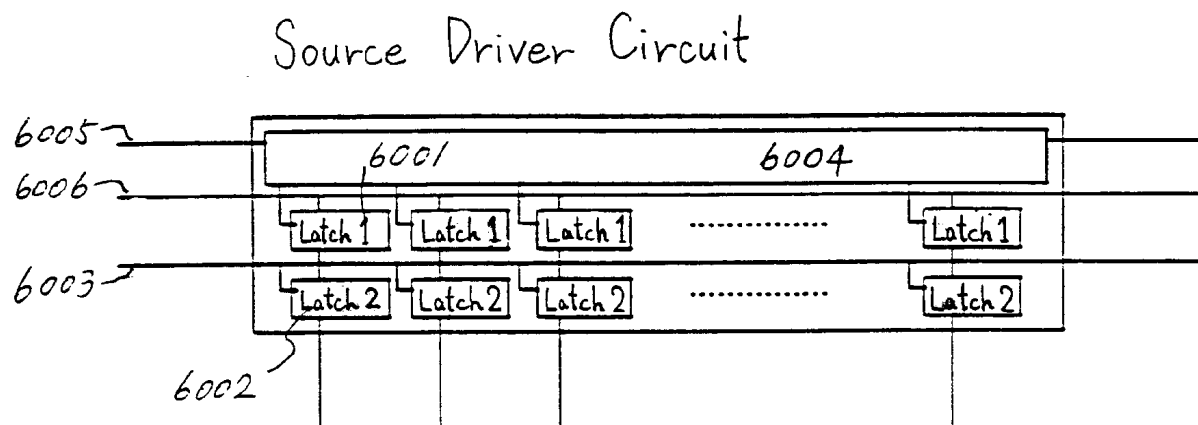 Source Driver Circuit
6005
6001 6004
6006
Latch 1 Latch 1 Latch 1 Latch 1
6003
Latch 2 Latch 2 Latch 2 Latch 2
6002